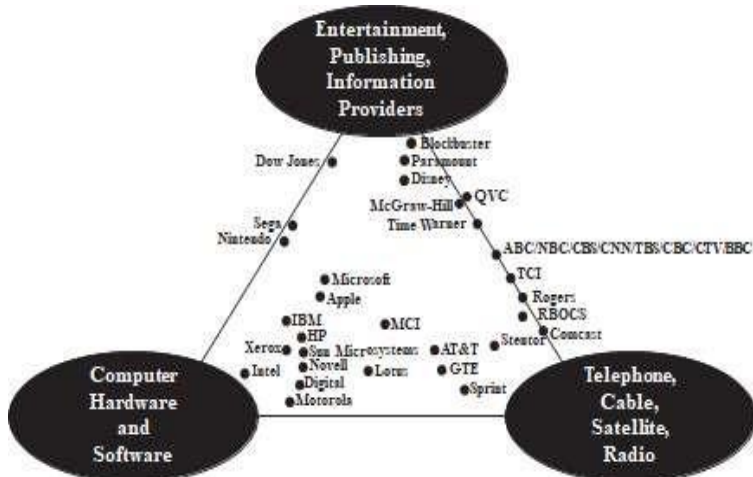 Entertainment,
Publishing,
Information
Providers
Blockbuster
Dow Jones
Paramount
Disney
QVC
McGraw-Hill
Time Warner
Sega
Nintendo
ABC/NBC/CBS/CNN/TBS/CBC/CTV/BBC
TCI
Microsoft
Apple
Rogers
RBOCS
IBM
MCI
HP
Comcast
Stentor
Xerox
Sun Microsystems
AT&T
Novell
Intel
Lotus
GTE
Digital
Sprint
Motorola
Computer
Hardware
and
Software
Telephone,
Cable,
Satellite,
Radio